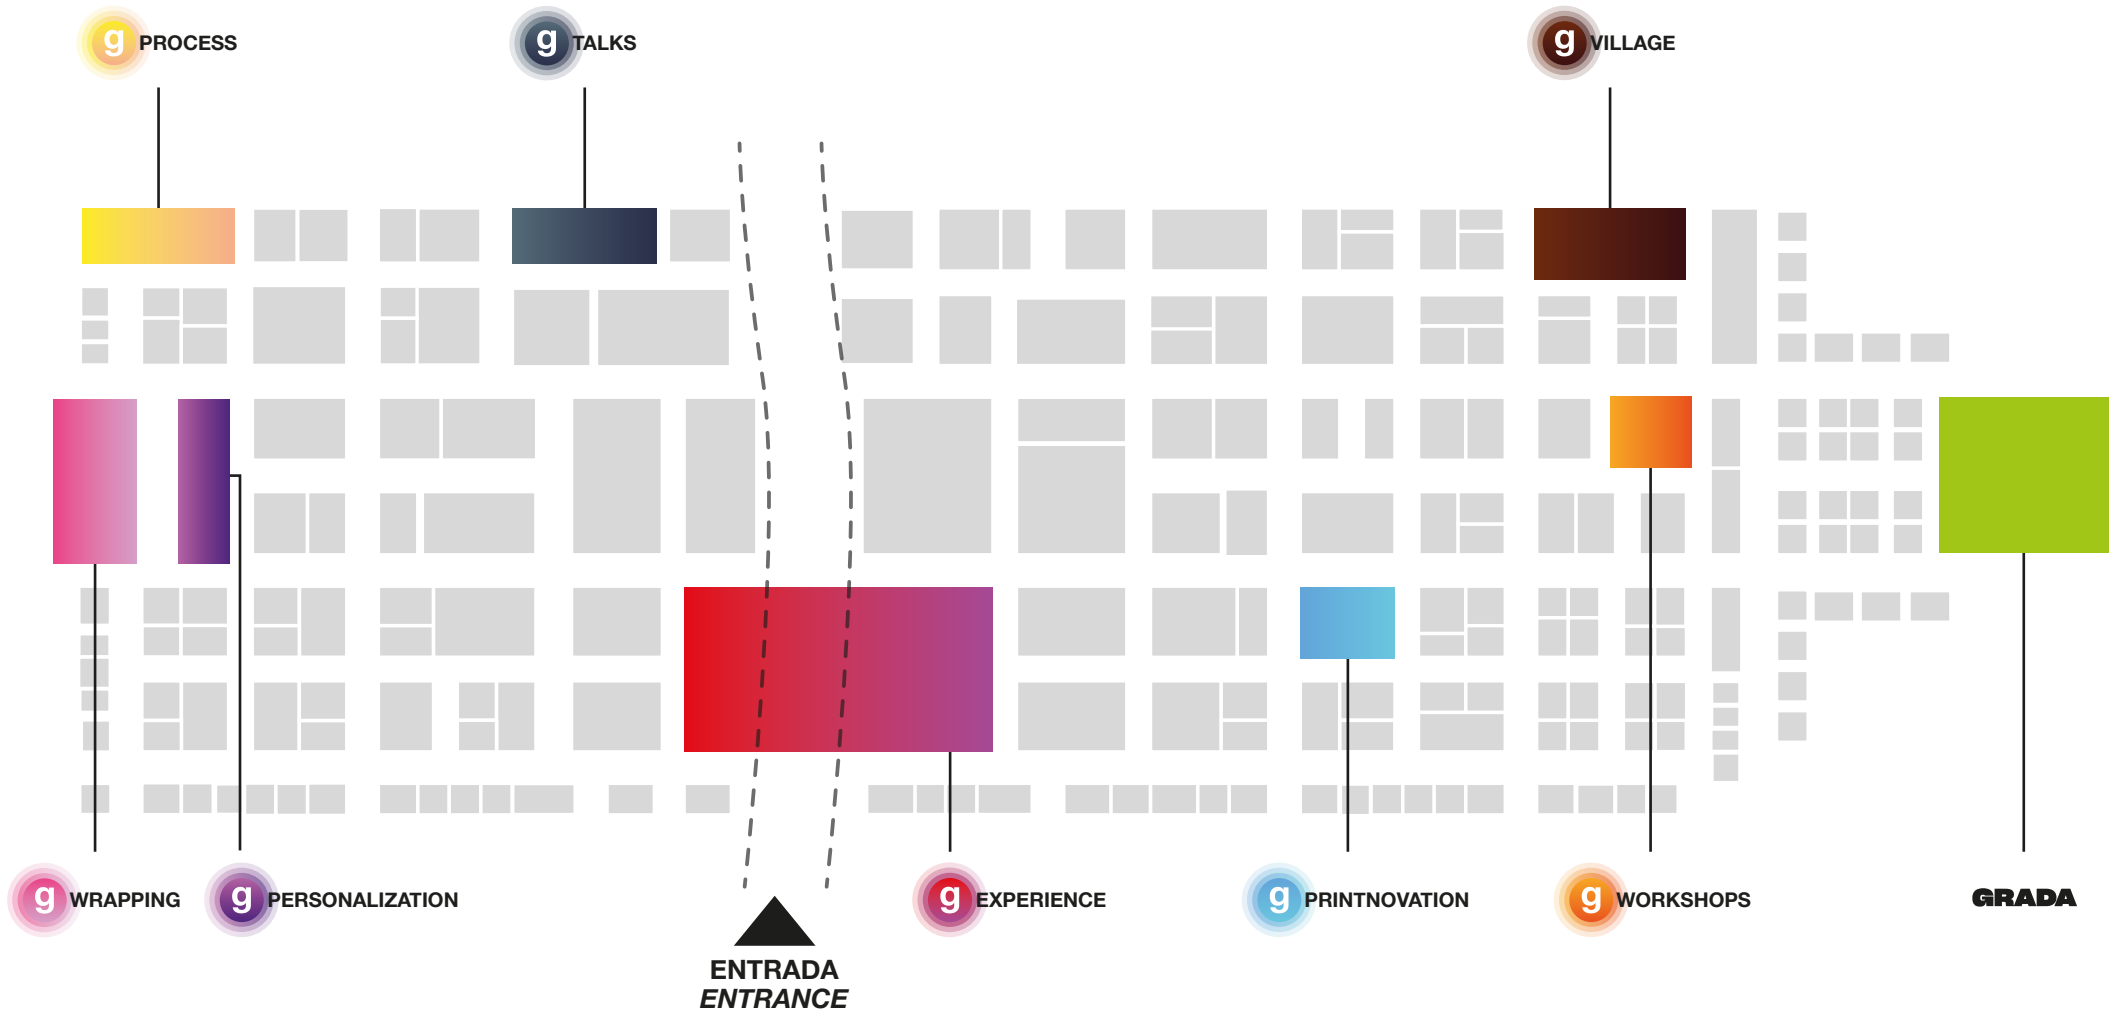 g PROCESS
g TALKS
g VILLAGE
g WRAPPING
g PERSONALIZATION
g EXPERIENCE
g PRINTNOVATION
g WORKSHOPS
GRADA
ENTRADA
ENTRANCE